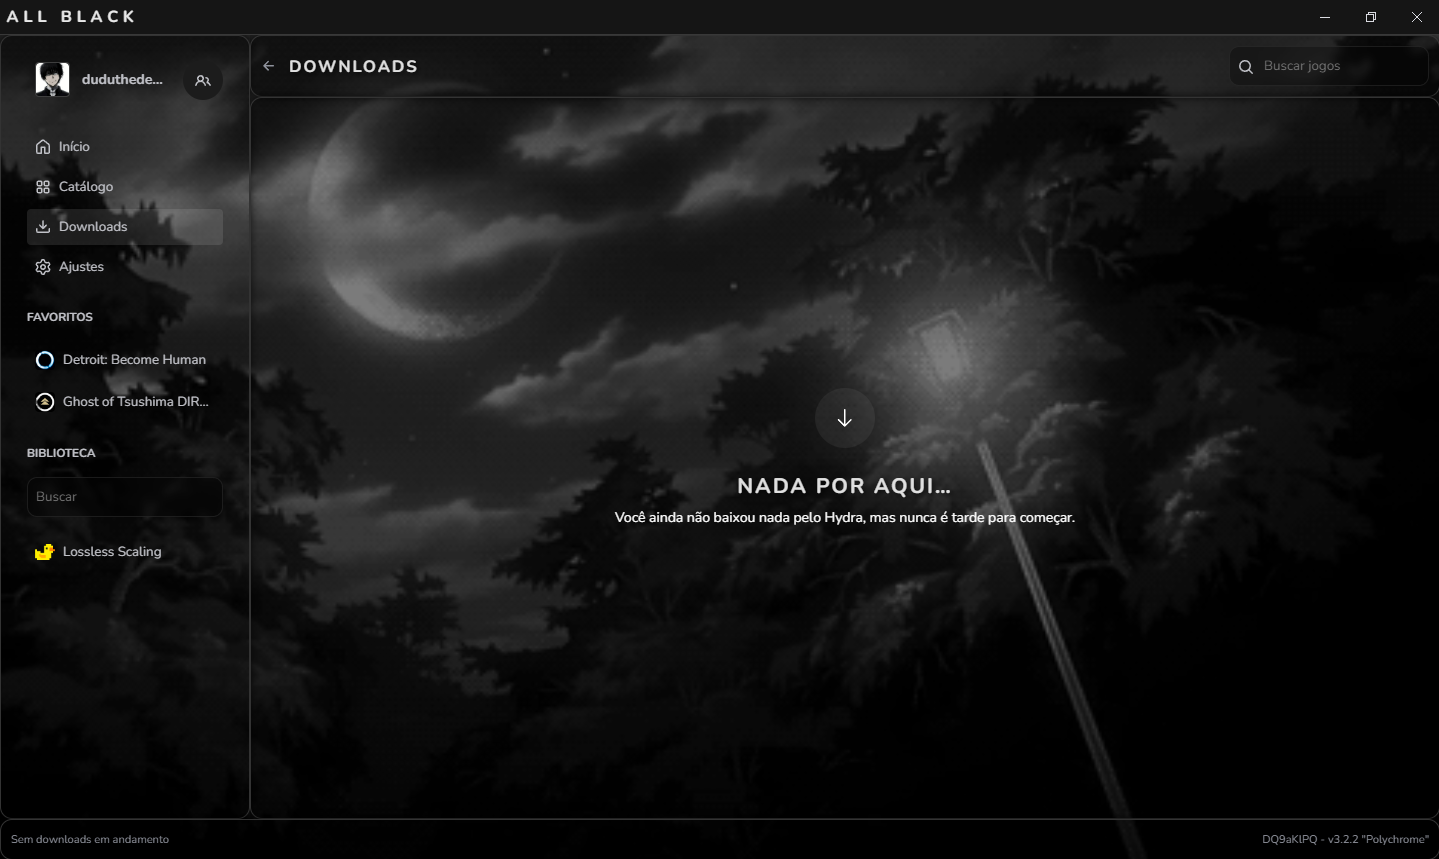 ALL BLACK
duduthede...
Início
Catálogo
Downloads
Ajustes
FAVORITOS
Detroit: Become Human
Ghost of Tsushima DIR...
BIBLIOTECA
Buscar
Lossless Scaling
DOWNLOADS
Buscar jogos
NADA POR AQUI...
Você ainda não baixou nada pelo Hydra, mas nunca é tarde para começar.
Sem downloads em andamento
DQ9aKlPQ - v3.2.2 "Polychrome"